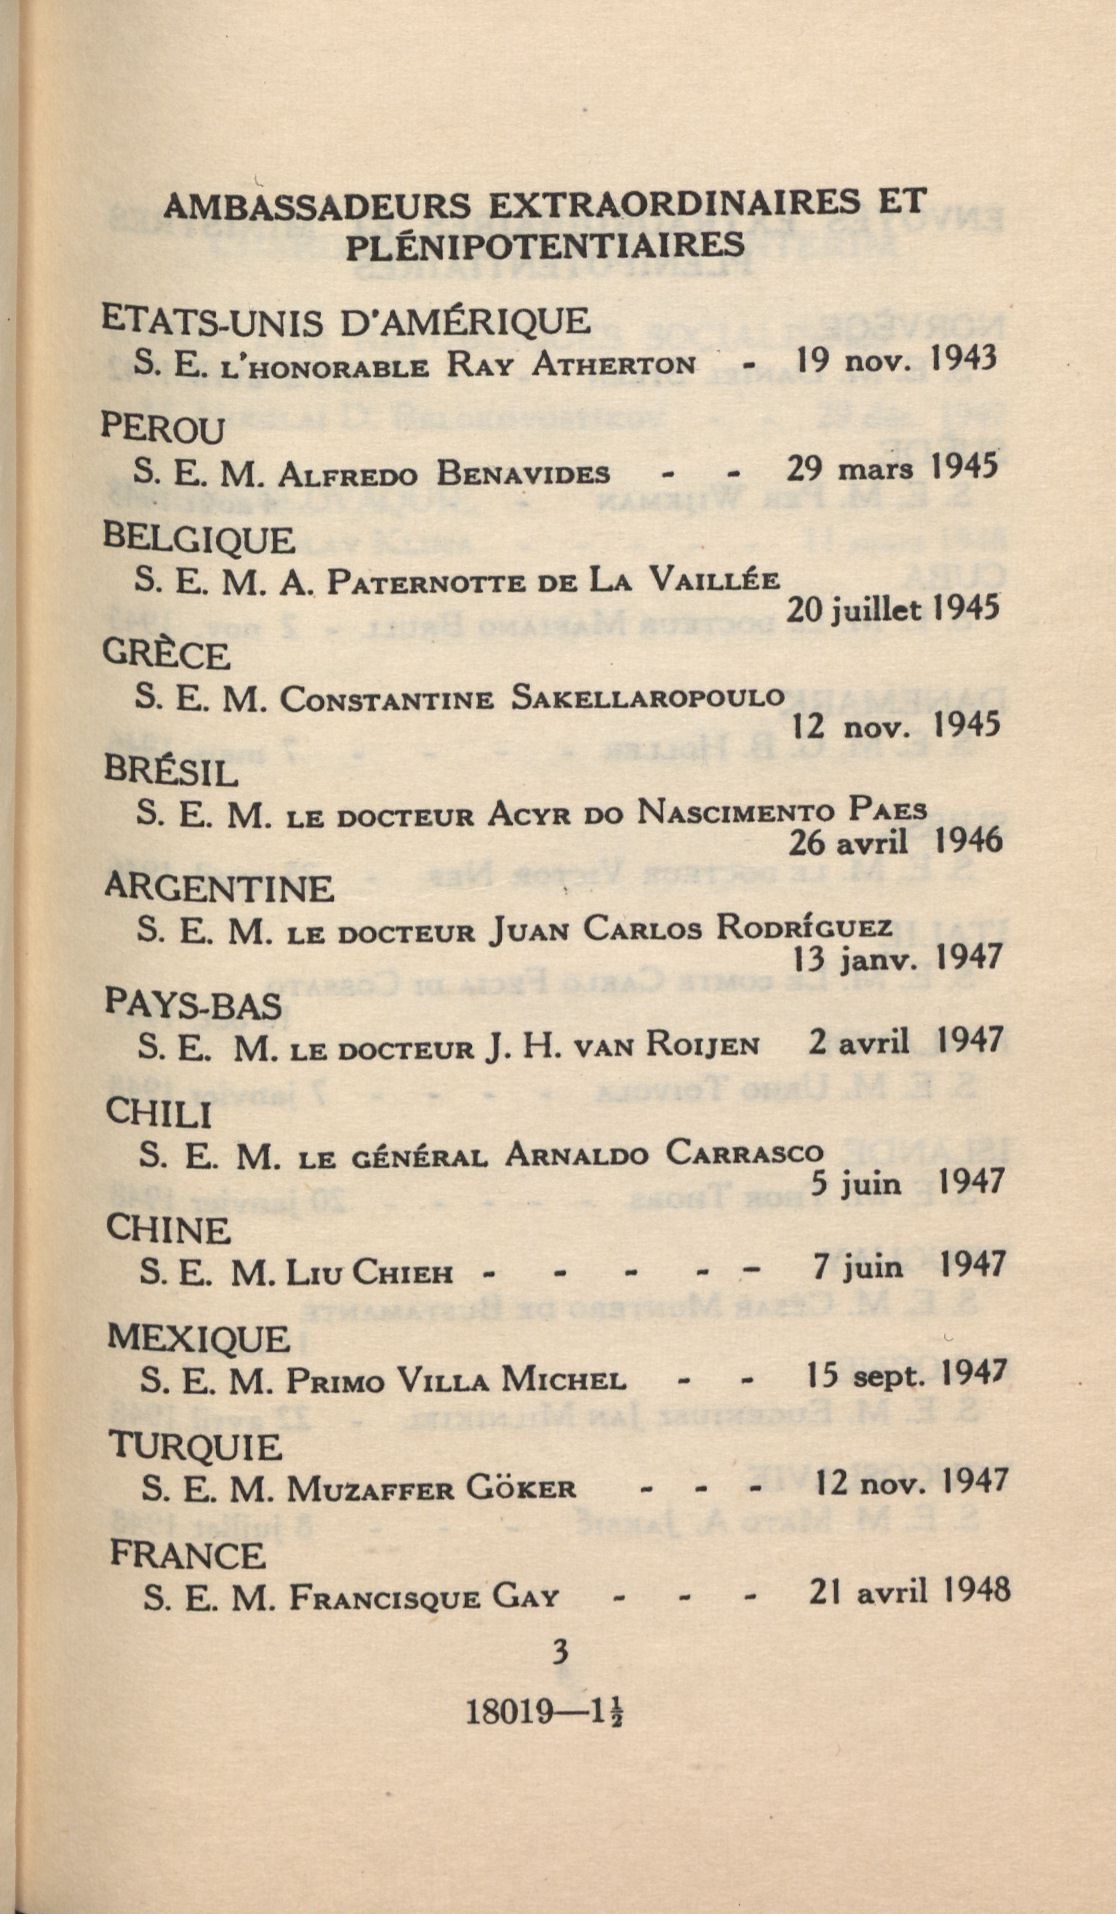 AMBASSADEURS EXTRAORDINAIRES ET
PLÉNIPOTENTIAIRES
ETATS-UNIS D'AMÉRIQUE
S. E. L'HONORABLE RAY ATHERTON - 19 nov. 1943
PEROU
S. E. M. ALFREDO BENAVIDES - - 29 mars 1945
BELGIQUE
S. E. M. A. PATERNOTTE DE LA VAILLÉE
20 juillet 1945
GRÈCE
S. E. M. CONSTANTINE SAKELLAROPOULO
12 nov. 1945
BRÉSIL
S. E. M. LE DOCTEUR ACYR DO NASCIMENTO PAES
26 avril 1946
ARGENTINE
S. E. M. LE DOCTEUR JUAN CARLOS RODRÍGUEZ
13 janv. 1947
PAYS-BAS
S. E. M. LE DOCTEUR J. H. VAN ROIJEN 2 avril 1947
CHILI
S. E. M. LE GÉNÉRAL ARNALDO CARRASCO
5 juin 1947
CHINE
S. E. M. LIU CHIEH - - - - - 7 juin 1947
MEXIQUE
S. E. M. PRIMO VILLA MICHEL - - 15 sept. 1947
TURQUIE
S. E. M. MUZAFFER GÖKER - - - 12 nov. 1947
FRANCE
S. E. M. FRANCISQUE GAY - - - 21 avril 1948
3
18019—1½